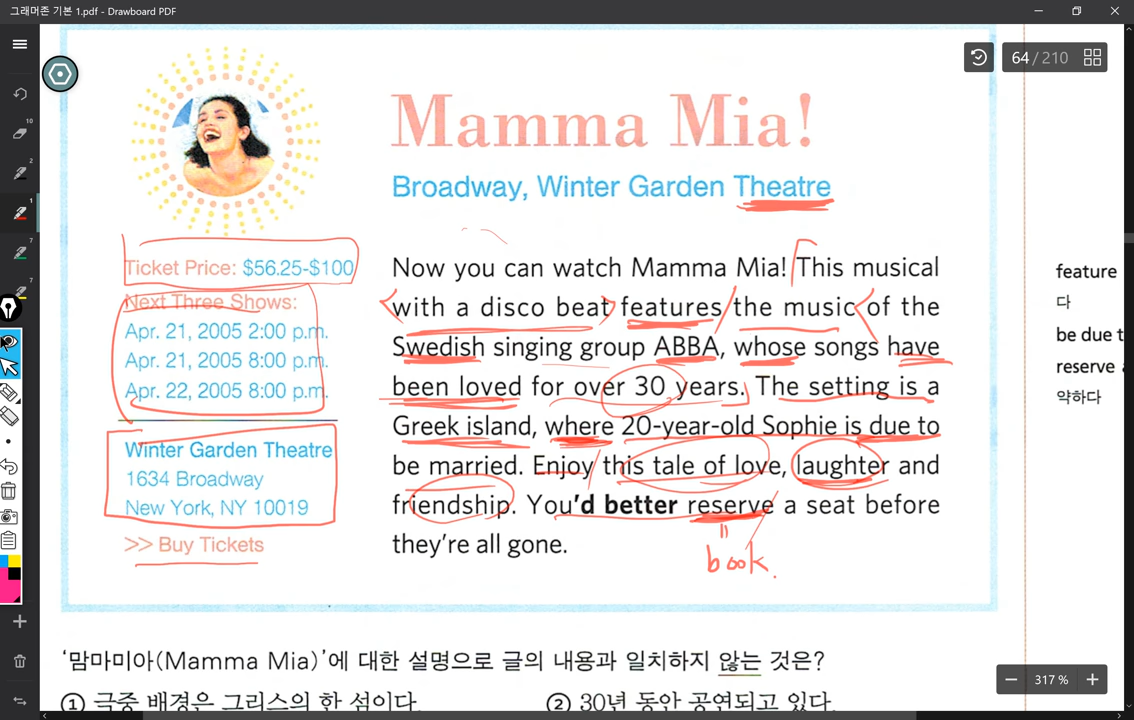 그래머존 기본 1.pdf - Drawboard PDF
64 / 210
Mamma Mia!
Broadway, Winter Garden Theatre
Ticket Price: $56.25-$100
Next Three Shows:
Apr. 21, 2005 2:00 p.m.
Apr. 21, 2005 8:00 p.m.
Apr. 22, 2005 8:00 p.m.
Winter Garden Theatre
1634 Broadway
New York, NY 10019
>> Buy Tickets
Now you can watch Mamma Mia! This musical
with a disco beat features the music of the
Swedish singing group ABBA, whose songs have
been loved for over 30 years. The setting is a
Greek island, where 20-year-old Sophie is due to
be married. Enjoy this tale of love, laughter and
friendship. You'd better reserve a seat before
they're all gone.
book.
feature
다
be due t
reserve a
약하다
10
2
1
7
7
'맘마미아(Mamma Mia)'에 대한 설명으로 글의 내용과 일치하지 않는 것은?
① 극중 배경은 그리스의 한 섬이다.
② 30년 동안 공연되고 있다.
317 %